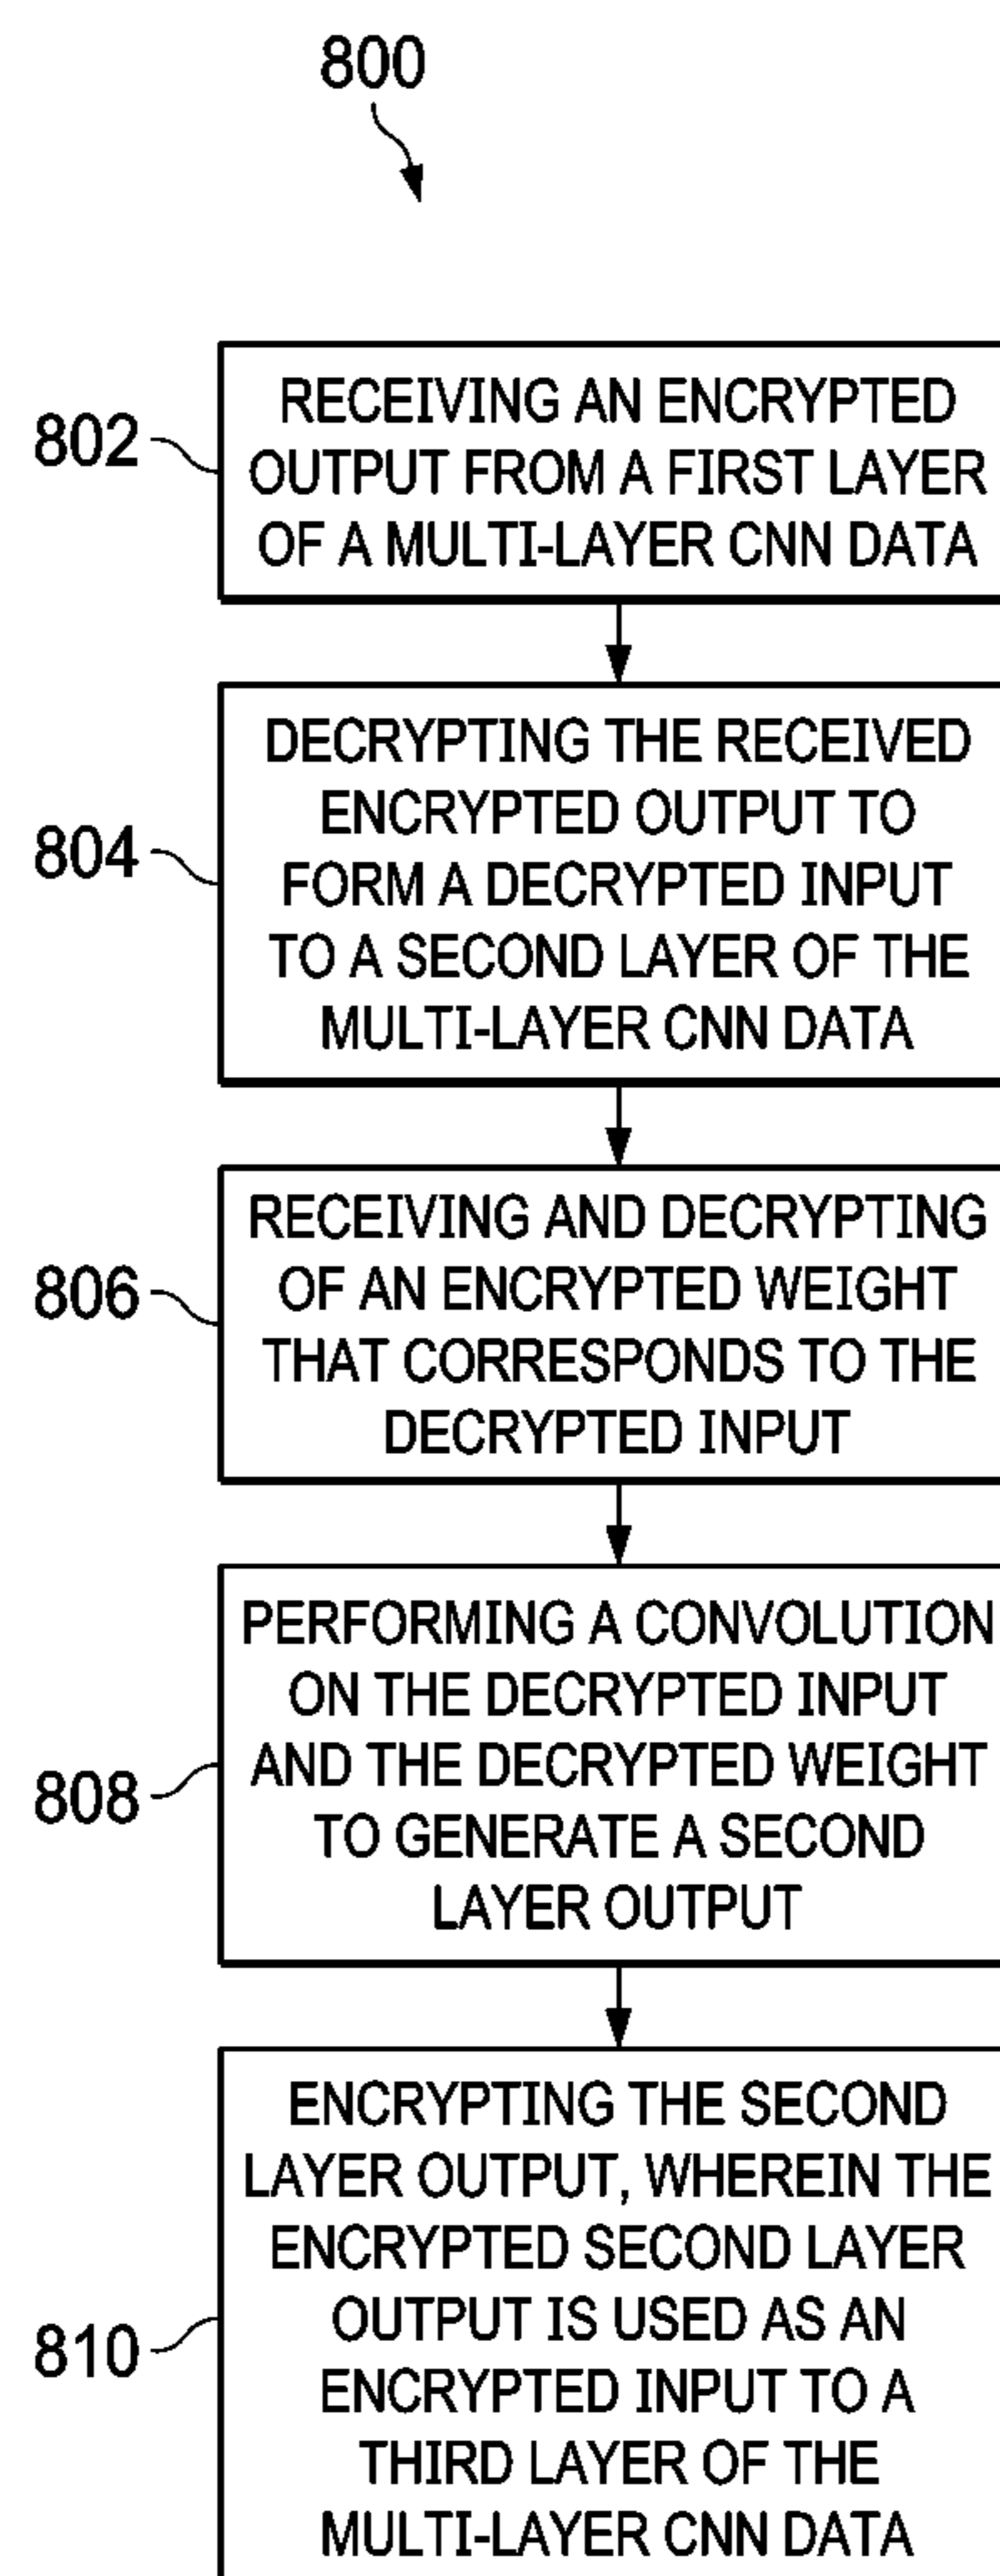 800
802
RECEIVING AN ENCRYPTED
OUTPUT FROM A FIRST LAYER
OF A MULTI-LAYER CNN DATA
804
DECRYPTING THE RECEIVED
ENCRYPTED OUTPUT TO
FORM A DECRYPTED INPUT
TO A SECOND LAYER OF THE
MULTI-LAYER CNN DATA
806
RECEIVING AND DECRYPTING
OF AN ENCRYPTED WEIGHT
THAT CORRESPONDS TO THE
DECRYPTED INPUT
808
PERFORMING A CONVOLUTION
ON THE DECRYPTED INPUT
AND THE DECRYPTED WEIGHT
TO GENERATE A SECOND
LAYER OUTPUT
810
ENCRYPTING THE SECOND
LAYER OUTPUT, WHEREIN THE
ENCRYPTED SECOND LAYER
OUTPUT IS USED AS AN
ENCRYPTED INPUT TO A
THIRD LAYER OF THE
MULTI-LAYER CNN DATA